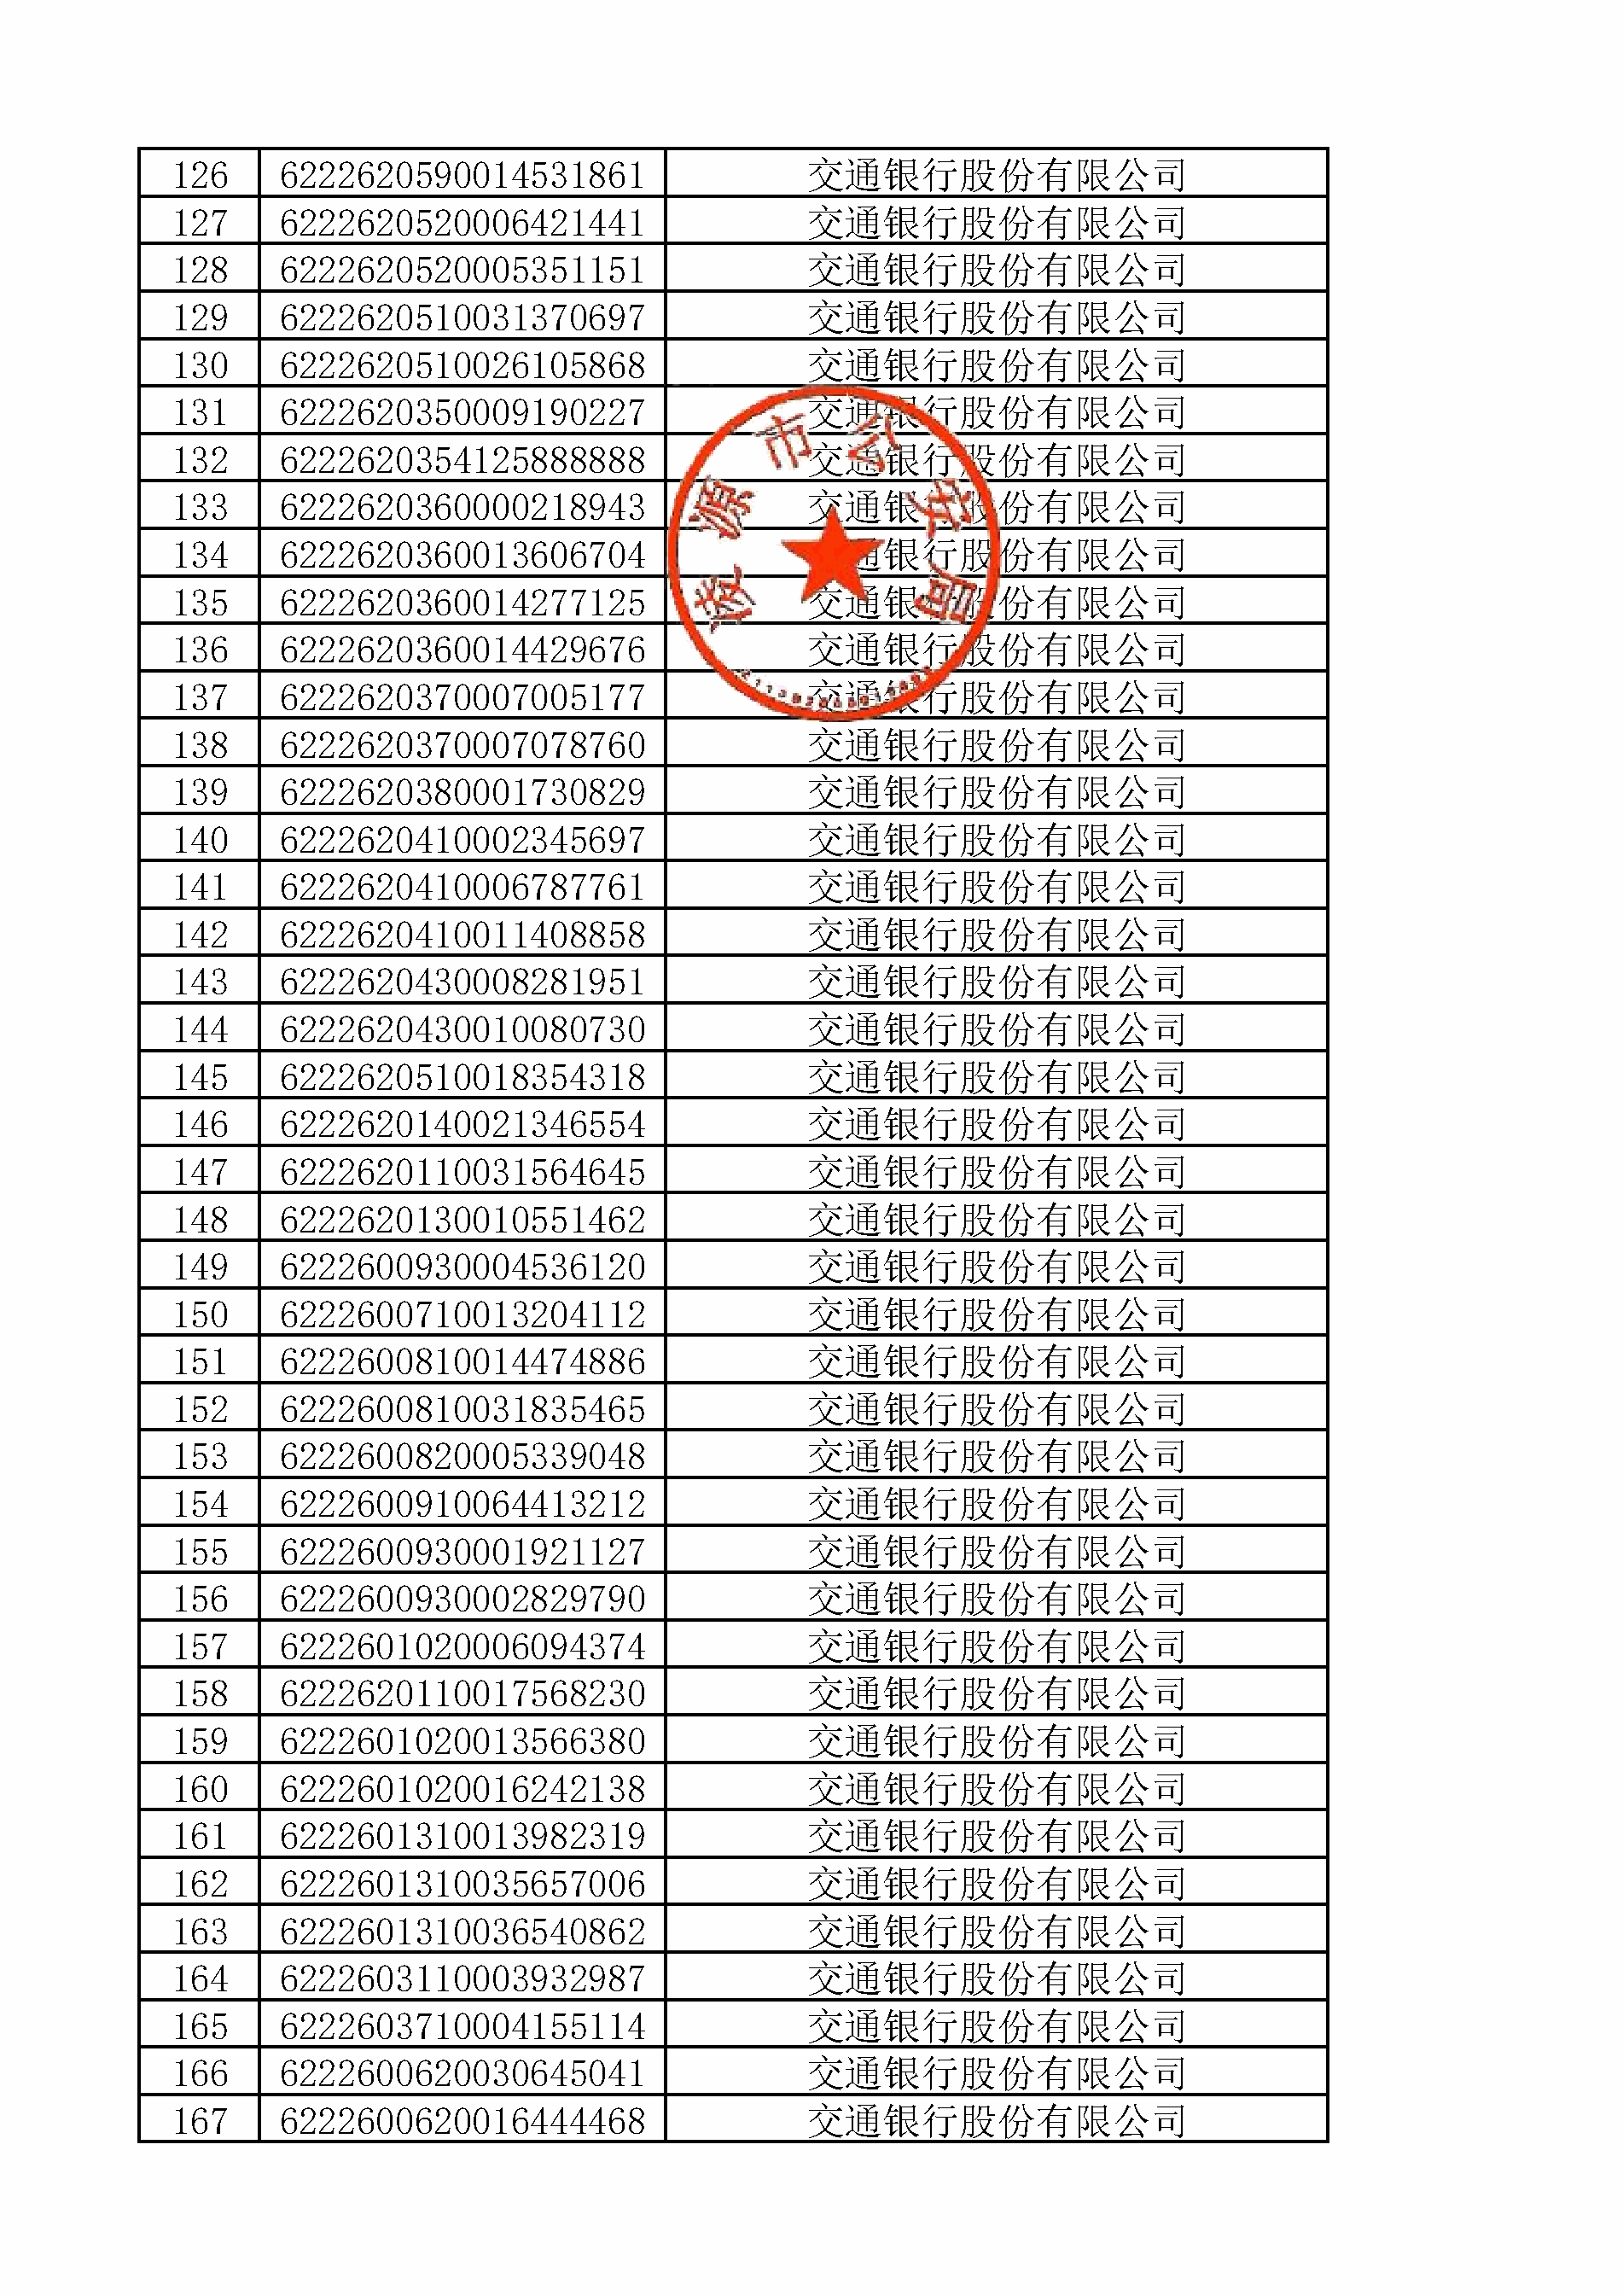 126 6222620590014531861 交通银行股份有限公司
127 6222620520006421441 交通银行股份有限公司
128 6222620520005351151 交通银行股份有限公司
129 6222620510031370697 交通银行股份有限公司
130 6222620510026105868 交通银行股份有限公司
131 6222620350009190227 交通银行股份有限公司
132 6222620354125888888 交通银行股份有限公司
133 6222620360000218943 交通银行股份有限公司
134 6222620360013606704 交通银行股份有限公司
135 6222620360014277125 交通银行股份有限公司
136 6222620360014429676 交通银行股份有限公司
137 6222620370007005177 交通银行股份有限公司
138 6222620370007078760 交通银行股份有限公司
139 6222620380001730829 交通银行股份有限公司
140 6222620410002345697 交通银行股份有限公司
141 6222620410006787761 交通银行股份有限公司
142 6222620410011408858 交通银行股份有限公司
143 6222620430008281951 交通银行股份有限公司
144 6222620430010080730 交通银行股份有限公司
145 6222620510018354318 交通银行股份有限公司
146 6222620140021346554 交通银行股份有限公司
147 6222620110031564645 交通银行股份有限公司
148 6222620130010551462 交通银行股份有限公司
149 6222600930004536120 交通银行股份有限公司
150 6222600710013204112 交通银行股份有限公司
151 6222600810014474886 交通银行股份有限公司
152 6222600810031835465 交通银行股份有限公司
153 6222600820005339048 交通银行股份有限公司
154 6222600910064413212 交通银行股份有限公司
155 6222600930001921127 交通银行股份有限公司
156 6222600930002829790 交通银行股份有限公司
157 6222601020006094374 交通银行股份有限公司
158 6222620110017568230 交通银行股份有限公司
159 6222601020013566380 交通银行股份有限公司
160 6222601020016242138 交通银行股份有限公司
161 6222601310013982319 交通银行股份有限公司
162 6222601310035657006 交通银行股份有限公司
163 6222601310036540862 交通银行股份有限公司
164 6222603110003932987 交通银行股份有限公司
165 6222603710004155114 交通银行股份有限公司
166 6222600620030645041 交通银行股份有限公司
167 6222600620016444468 交通银行股份有限公司
凌源市公安局